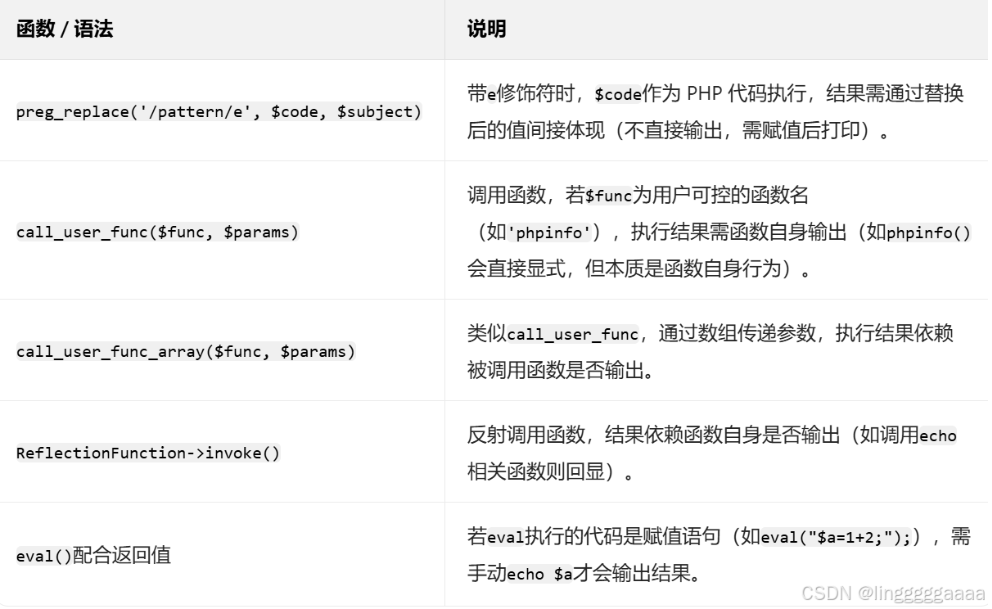 函数 / 语法
说明
preg_replace('/pattern/e', $code, $subject)
带e修饰符时，$code作为 PHP 代码执行，结果需通过替换
后的值间接体现（不直接输出，需赋值后打印）。
call_user_func($func, $params)
调用函数，若$func为用户可控的函数名
（如'phpinfo'），执行结果需函数自身输出（如phpinfo()
会直接显式，但本质是函数自身行为）。
call_user_func_array($func, $params)
类似call_user_func，通过数组传递参数，执行结果依赖
被调用函数是否输出。
ReflectionFunction->invoke()
反射调用函数，结果依赖函数自身是否输出（如调用echo
相关函数则回显）。
eval()配合返回值
若eval执行的代码是赋值语句（如eval("$a=1+2;");），需
手动echo $a才会输出结果。
CSDN @lingggggaaaa